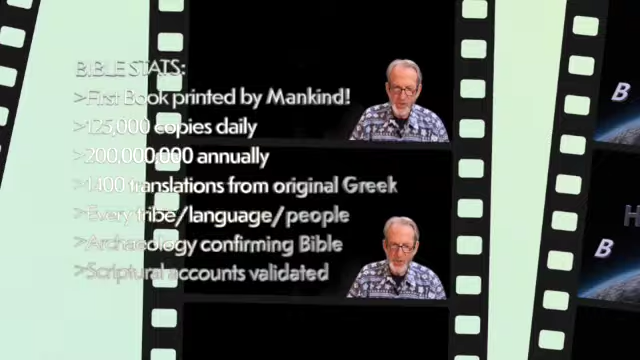 BIBLE STATS:
>First Book printed by Mankind!
>125,000 copies daily
>200,000,000 annually
>1400 translations from original Greek
>Every tribe/language/people
>Archaeology confirming Bible
>Scriptural accounts validated
B
H
B